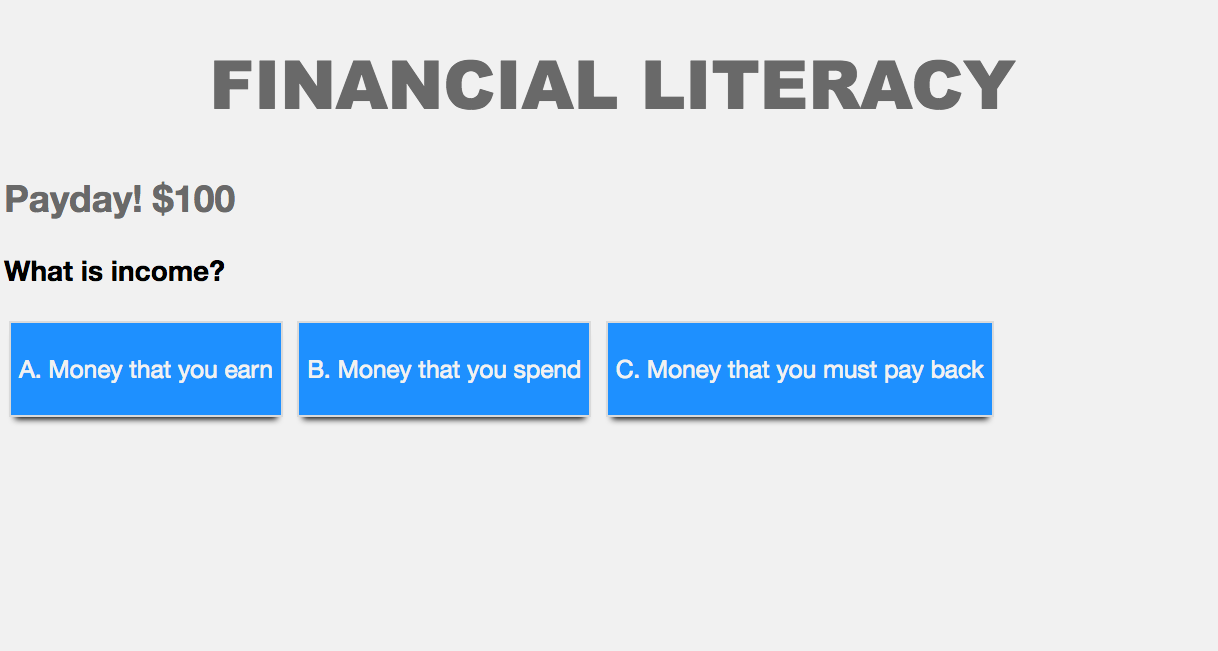 FINANCIAL LITERACY
Payday! $100
What is income?
A. Money that you earn
B. Money that you spend
C. Money that you must pay back